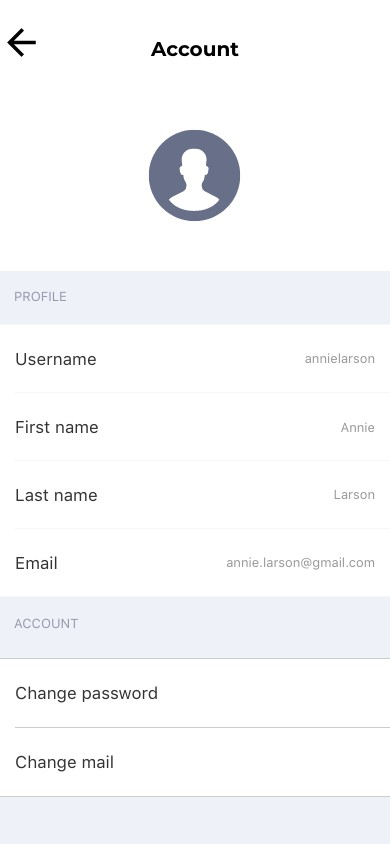 Account
PROFILE
Username annielarson
First name Annie
Last name Larson
Email annie.larson@gmail.com
ACCOUNT
Change password
Change mail